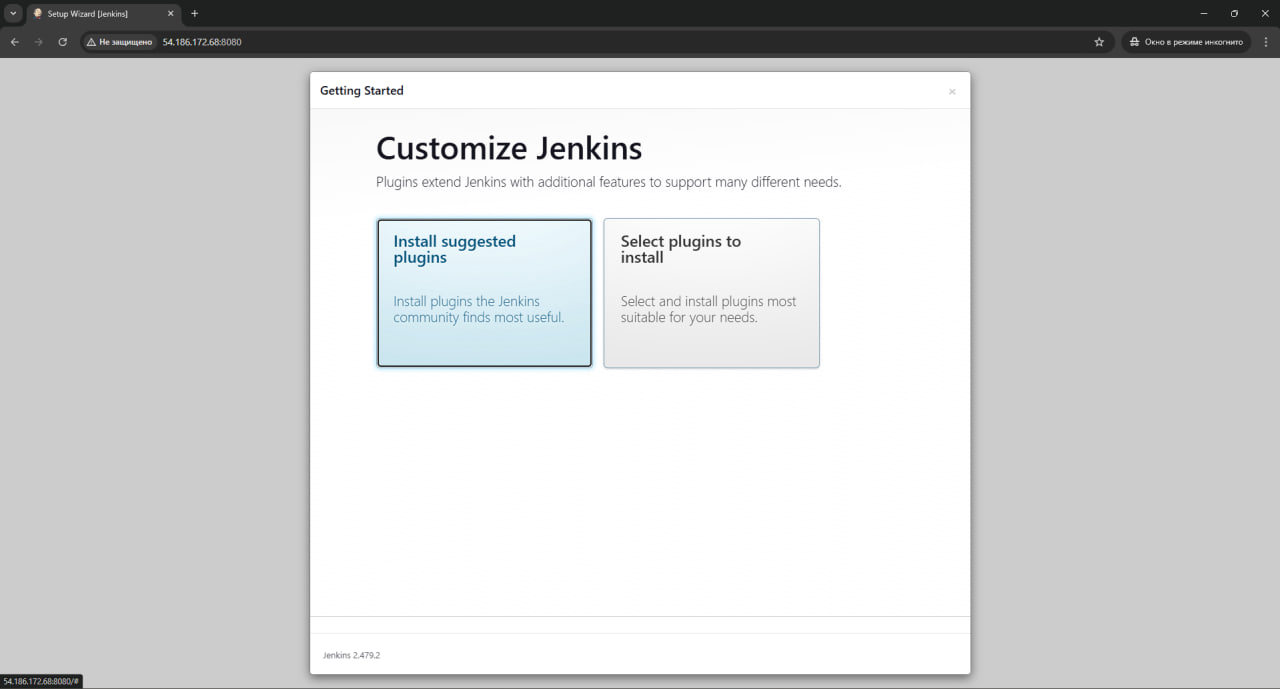 Setup Wizard [Jenkins]
Не защищено
54.186.172.68:8080
Окно в режиме инкогнито
Getting Started
Customize Jenkins
Plugins extend Jenkins with additional features to support many different needs.
Install suggested
plugins
Install plugins the Jenkins
community finds most useful.
Select plugins to
install
Select and install plugins most
suitable for your needs.
Jenkins 2.479.2
54.186.172.68:8080/#